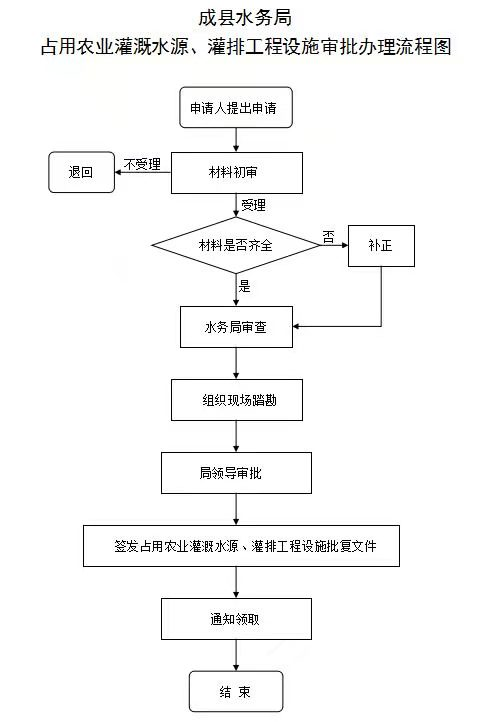 成县水务局
占用农业灌溉水源、灌排工程设施审批办理流程图
申请人提出申请
退回
不受理
材料初审
受理
材料是否齐全
否
补正
是
水务局审查
组织现场踏勘
局领导审批
签发占用农业灌溉水源、灌排工程设施批复文件
通知领取
结 束